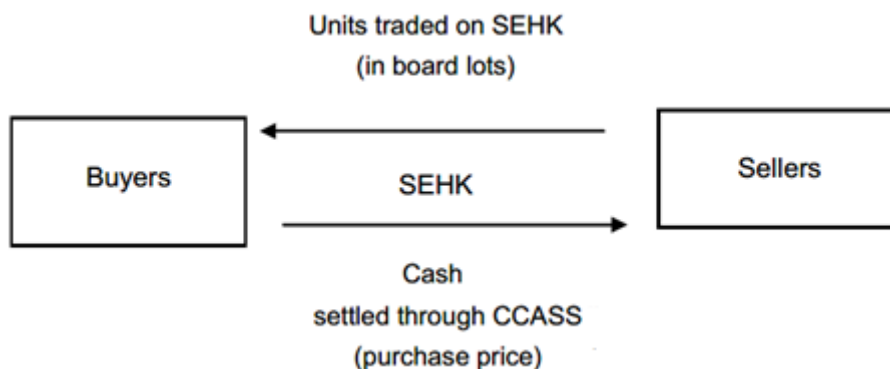 Units traded on SEHK
(in board lots)
Buyers
SEHK
Sellers
Cash
settled through CCASS
(purchase price)